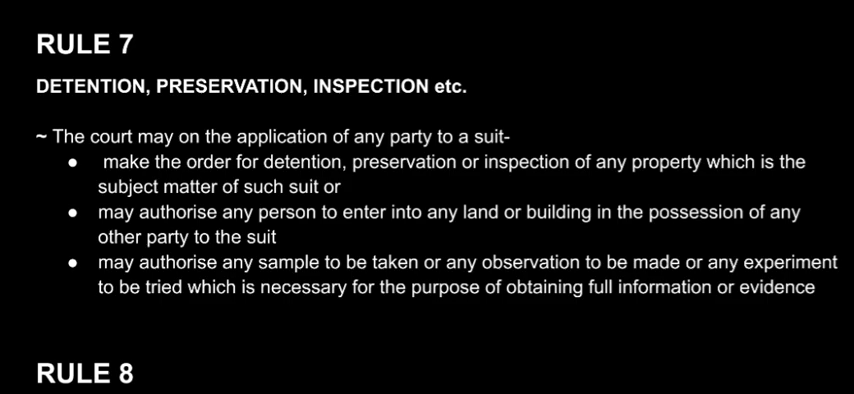 RULE 7
DETENTION, PRESERVATION, INSPECTION etc.
~ The court may on the application of any party to a suit-
● make the order for detention, preservation or inspection of any property which is the
subject matter of such suit or
● may authorise any person to enter into any land or building in the possession of any
other party to the suit
● may authorise any sample to be taken or any observation to be made or any experiment
to be tried which is necessary for the purpose of obtaining full information or evidence
RULE 8